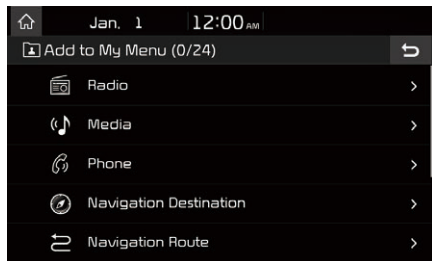 Jan. 1 12:00 AM
Add to My Menu (0/24)
Radio
Media
Phone
Navigation Destination
Navigation Route